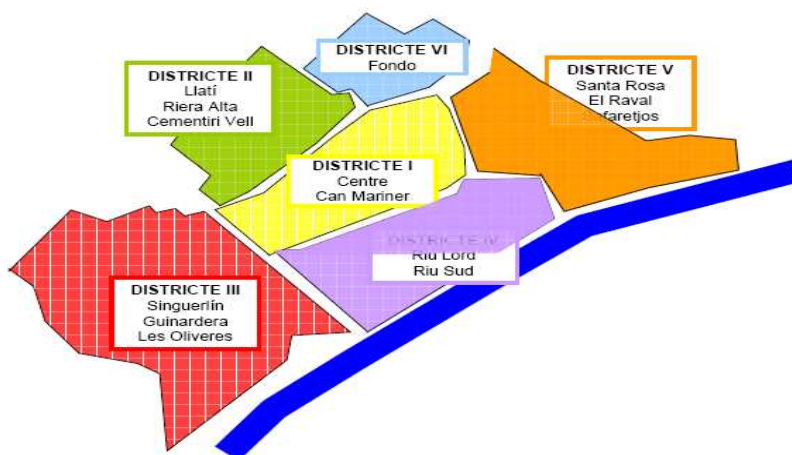 DISTRICTE VI
Fondo
DISTRICTE II
Llatí
Riera Alta
Cementiri Vell
DISTRICTE V
Santa Rosa
El Raval
Safaretjos
DISTRICTE I
Centre
Can Mariner
DISTRICTE IV
Riu Lord
Riu Sud
DISTRICTE III
Singuerlín
Guinardera
Les Oliveres